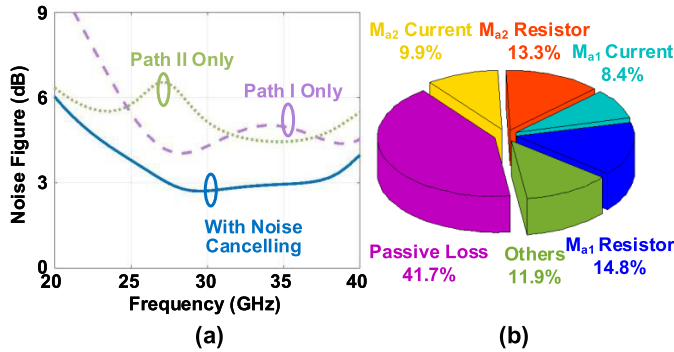 9
6
3
0
Noise Figure (dB)
Path II Only
Path I Only
With Noise
Cancelling
20
25
30
35
40
Frequency (GHz)
(a)
Ma2 Current
9.9%
Ma2 Resistor
13.3%
Ma1 Current
8.4%
Passive Loss
41.7%
Others
11.9%
Ma1 Resistor
14.8%
(b)